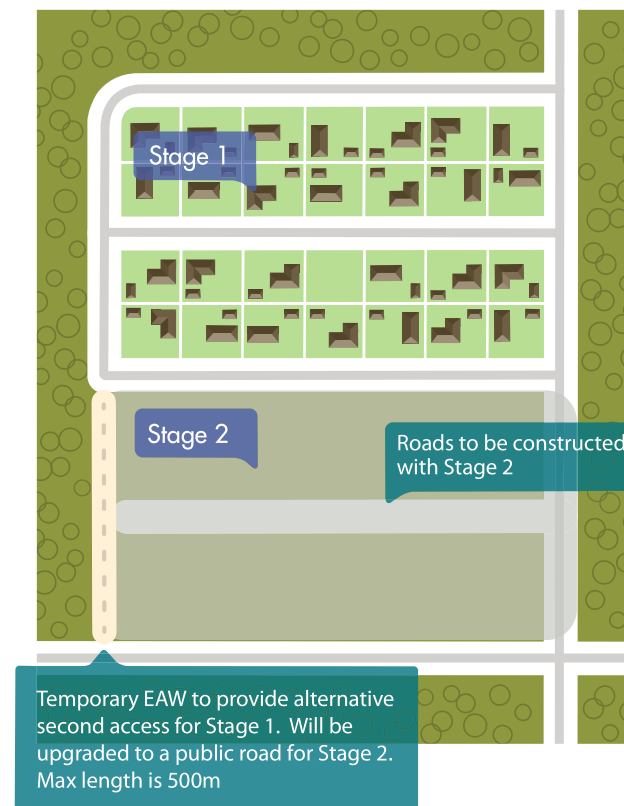 Stage 1
Stage 2
Roads to be constructed
with Stage 2
Temporary EAW to provide alternative
second access for Stage 1.  Will be
upgraded to a public road for Stage 2.
Max length is 500m